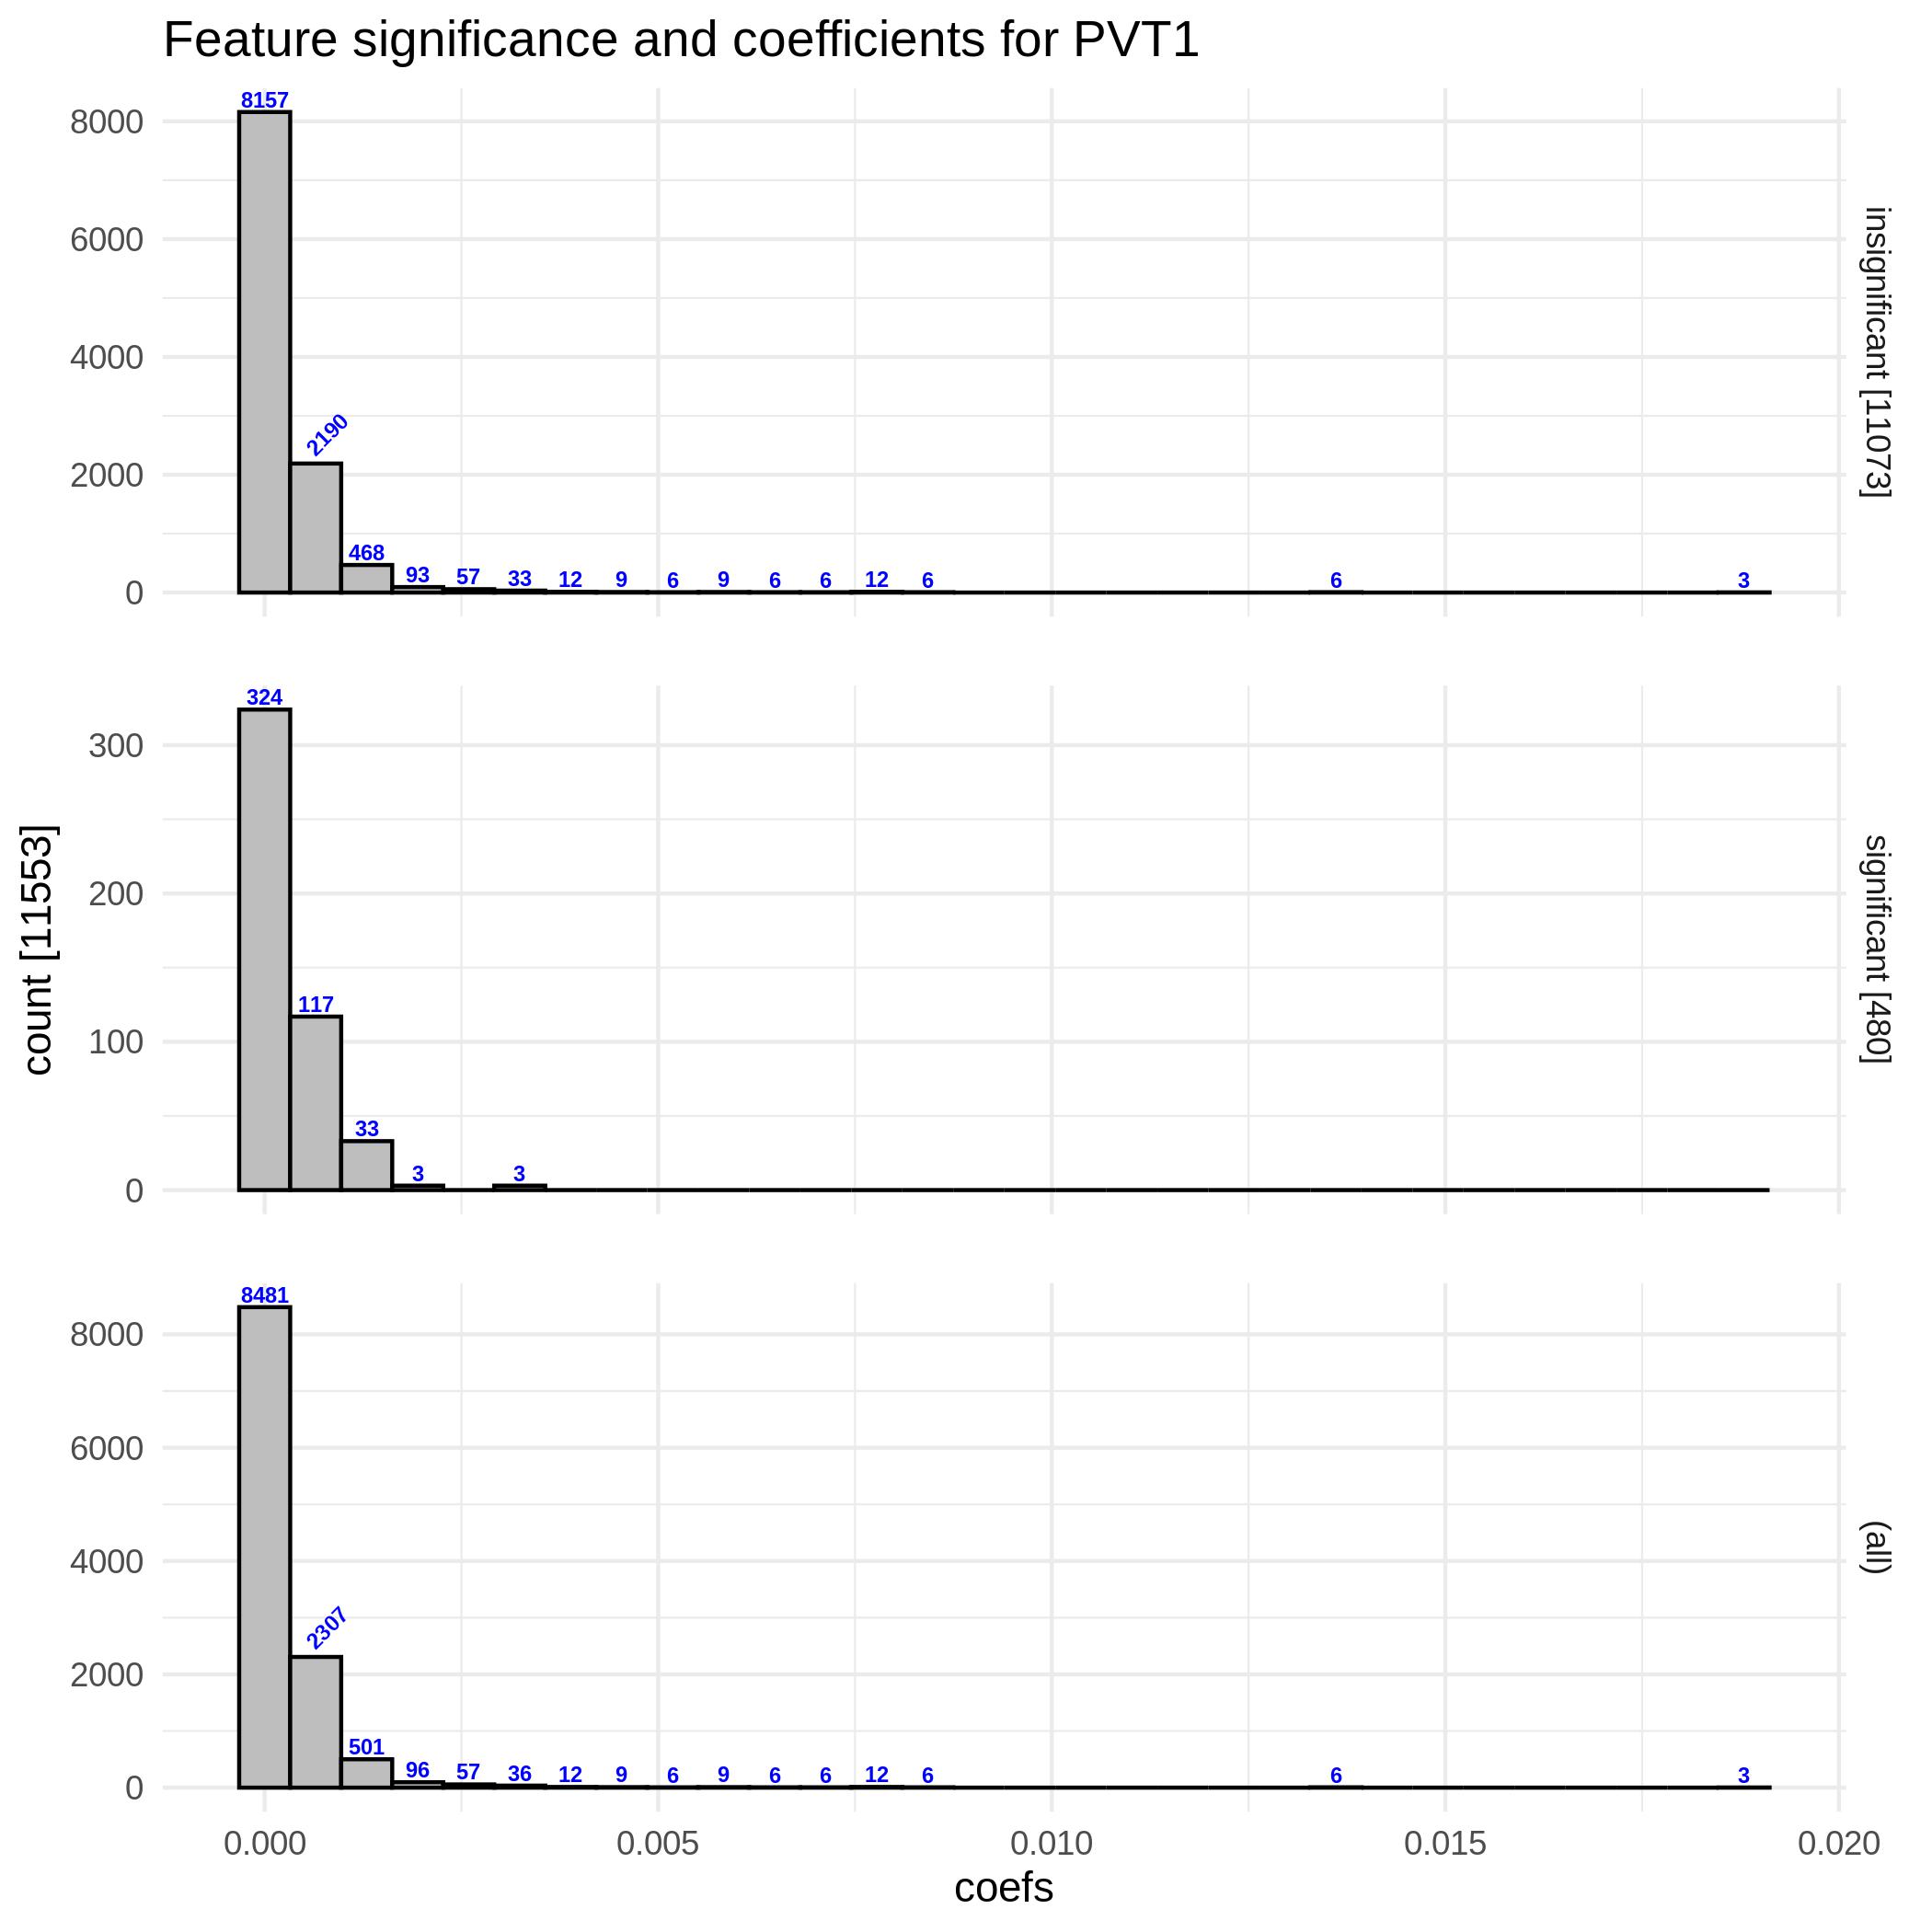 Feature significance and coefficients for PVT1
8157
8000
6000
4000
2190
2000
468
93 57 33 12 9 6 9 6 6 12 6 6 3
0
insignificant [11073]
324
300
200
117
100
33
3 3
0
significant [480]
count [11553]
8481
8000
6000
4000
2307
2000
501
96 57 36 12 9 6 9 6 6 12 6 6 3
0
(all)
0.000 0.005 0.010 0.015 0.020
coefs